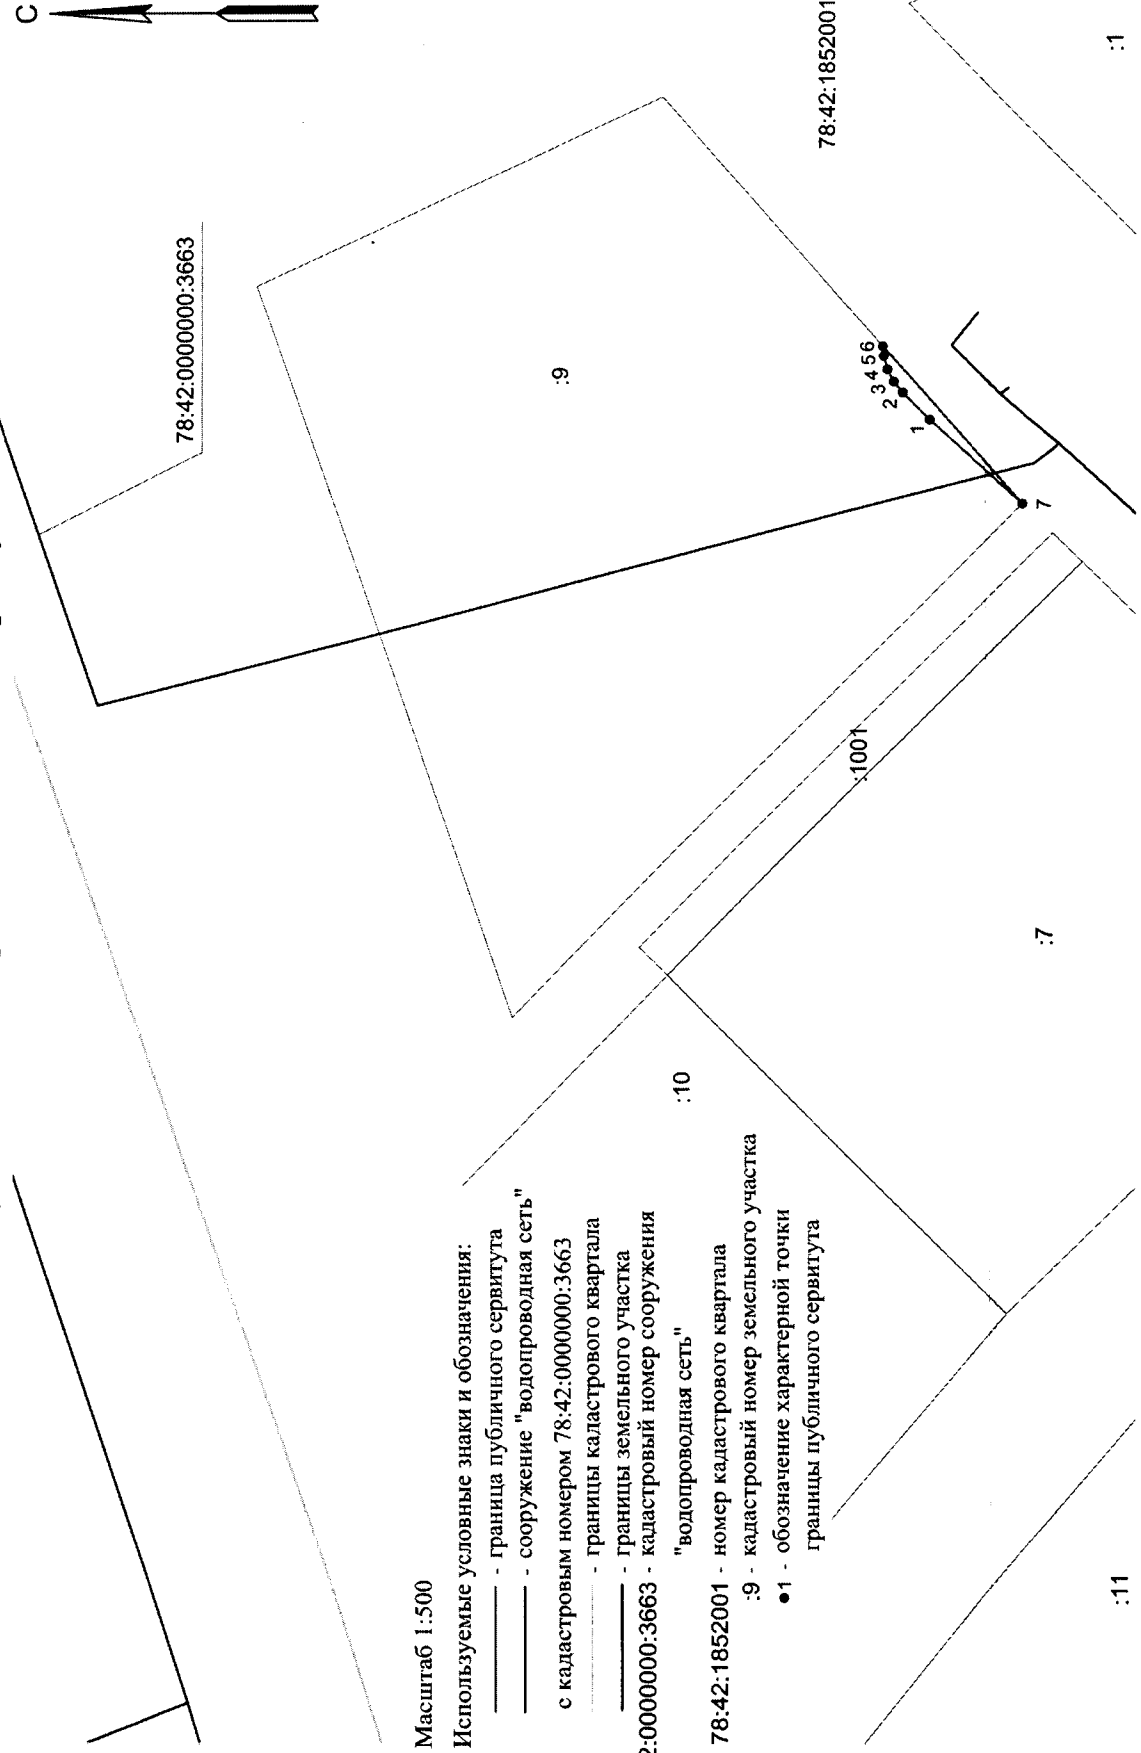 С
78:42:0000000:3663
78:42:1852001
:1
:9
1
2
3
4
5
6
7
:1001
:10
:7
:11
Масштаб 1:500
Используемые условные знаки и обозначения:
- граница публичного сервитута
- сооружение "водопроводная сеть"
с кадастровым номером 78:42:0000000:3663
- границы кадастрового квартала
- границы земельного участка
2:0000000:3663 - кадастровый номер сооружения
"водопроводная сеть"
78:42:1852001 - номер кадастрового квартала
:9 - кадастровый номер земельного участка
●1 - обозначение характерной точки
границы публичного сервитута